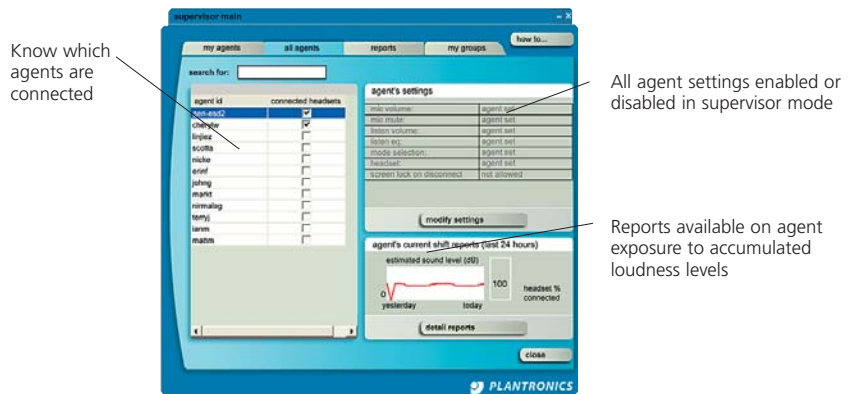 supervisor main
how to...
my agents
all agents
reports
my groups
search for:
Know which
agents are
connected
agent id
connected headsets
sen-esd2
cherylw
linjiez
scotts
nicke
erinf
johng
markt
nirmalag
terryj
ianm
agent's settings
mic volume: agent set
mic mute: agent set
listen volume: agent set
listen eq: agent set
mode selection: agent set
headset: agent set
screen lock on disconnect not allowed
All agent settings enabled or
disabled in supervisor mode
modify settings
agent's current shift reports (last 24 hours)
estimated sound level (dB)
0
100
headset %
connected
yesterday
today
Reports available on agent
exposure to accumulated
loudness levels
detail reports
close
PLANTRONICS